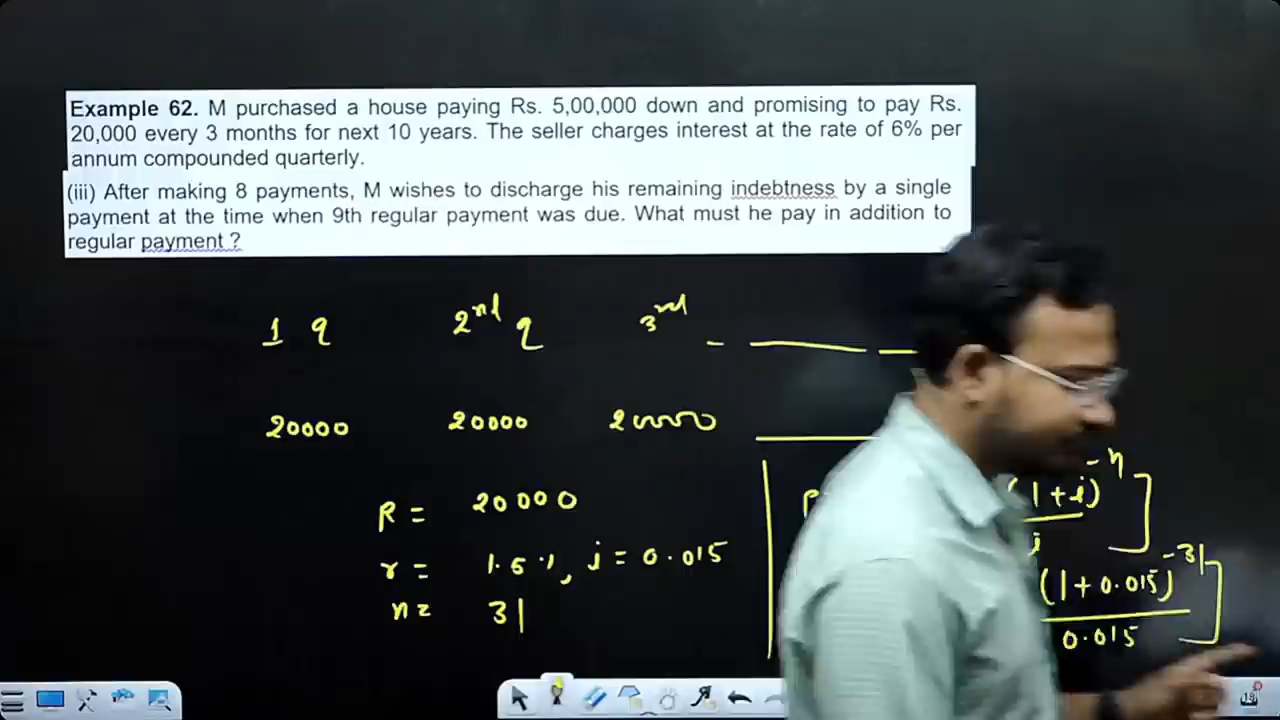 Example 62. M purchased a house paying Rs. 5,00,000 down and promising to pay Rs.
20,000 every 3 months for next 10 years. The seller charges interest at the rate of 6% per
annum compounded quarterly.
(iii) After making 8 payments, M wishes to discharge his remaining indebtness by a single
payment at the time when 9th regular payment was due. What must he pay in addition to
regular payment ?
1 q 2nd q 3rd
20000 20000 20000
R = 20000
r = 1.5%, i = 0.015
n = 31
P (1+i)^-n ]
i
(1+0.015)^-31 ]
0.015